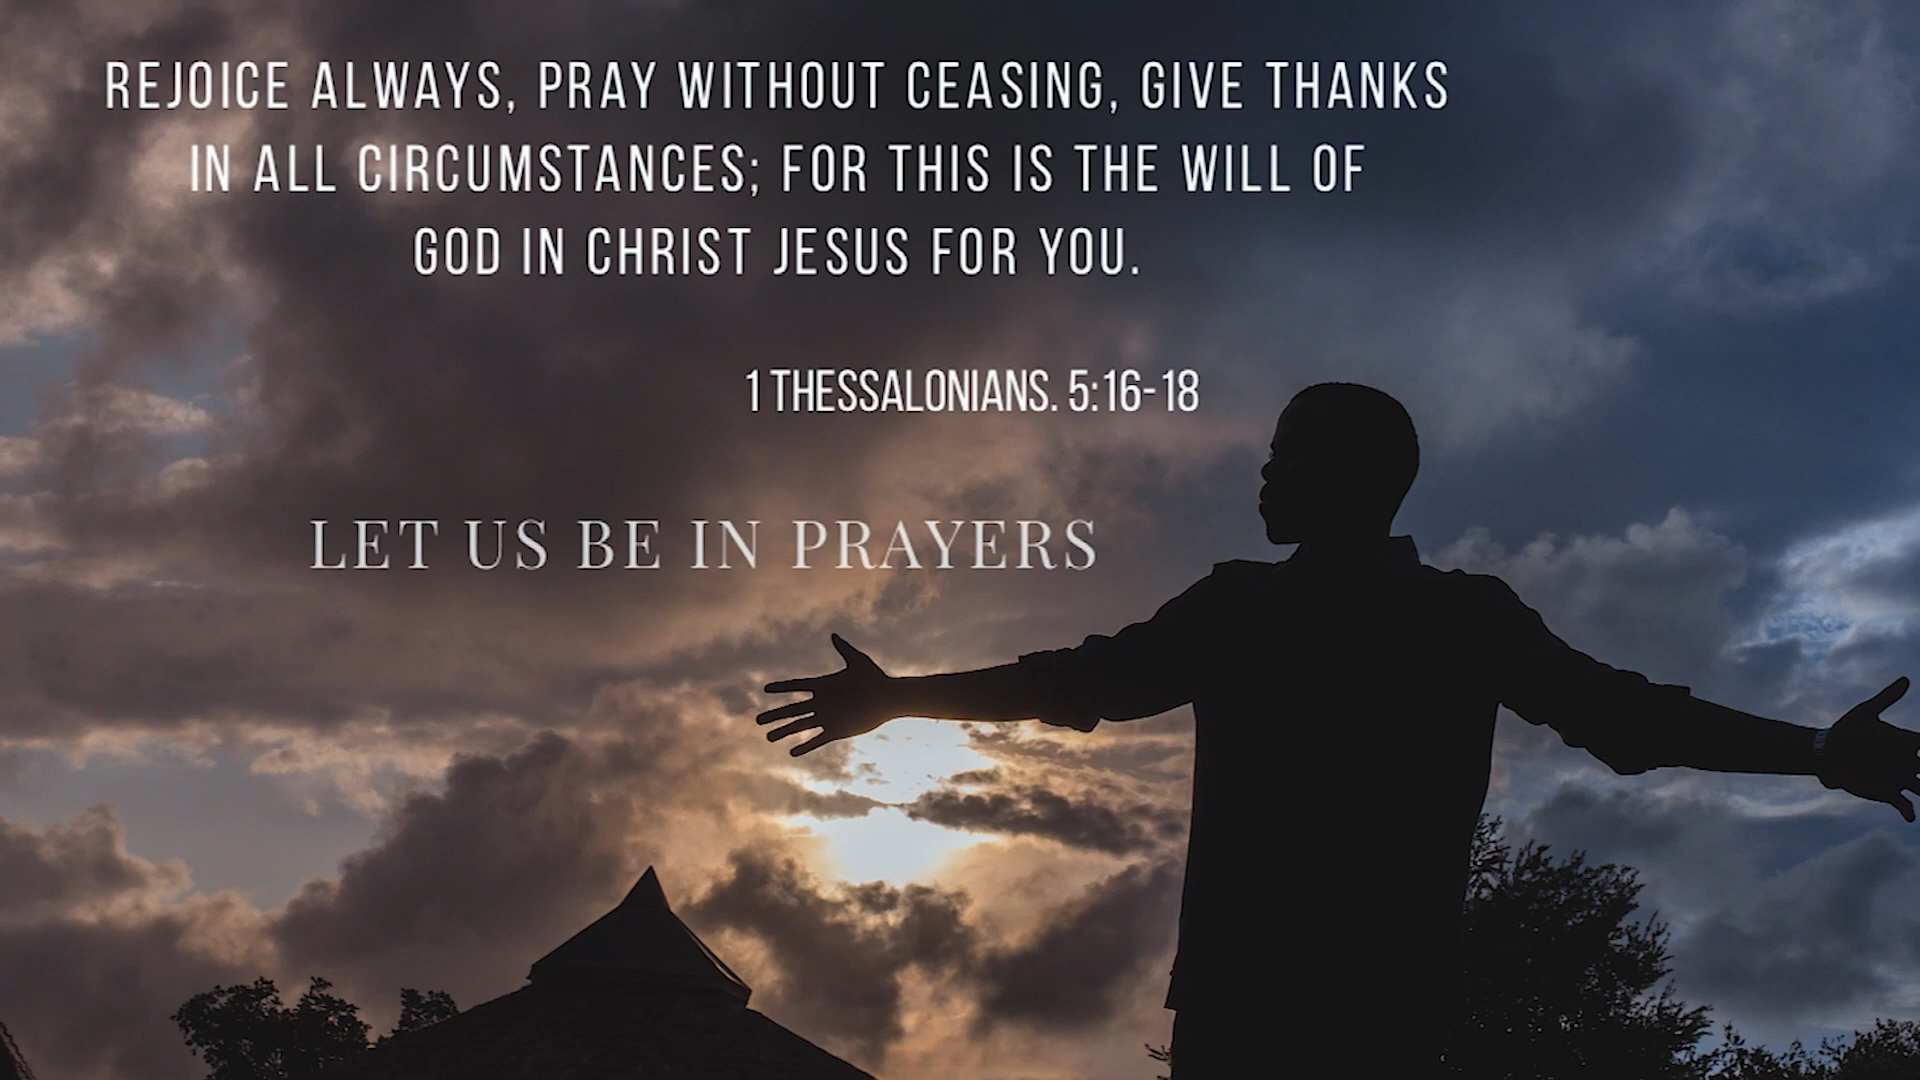 REJOICE ALWAYS, PRAY WITHOUT CEASING, GIVE THANKS
IN ALL CIRCUMSTANCES; FOR THIS IS THE WILL OF
GOD IN CHRIST JESUS FOR YOU.
1 THESSALONIANS. 5:16-18
LET US BE IN PRAYERS